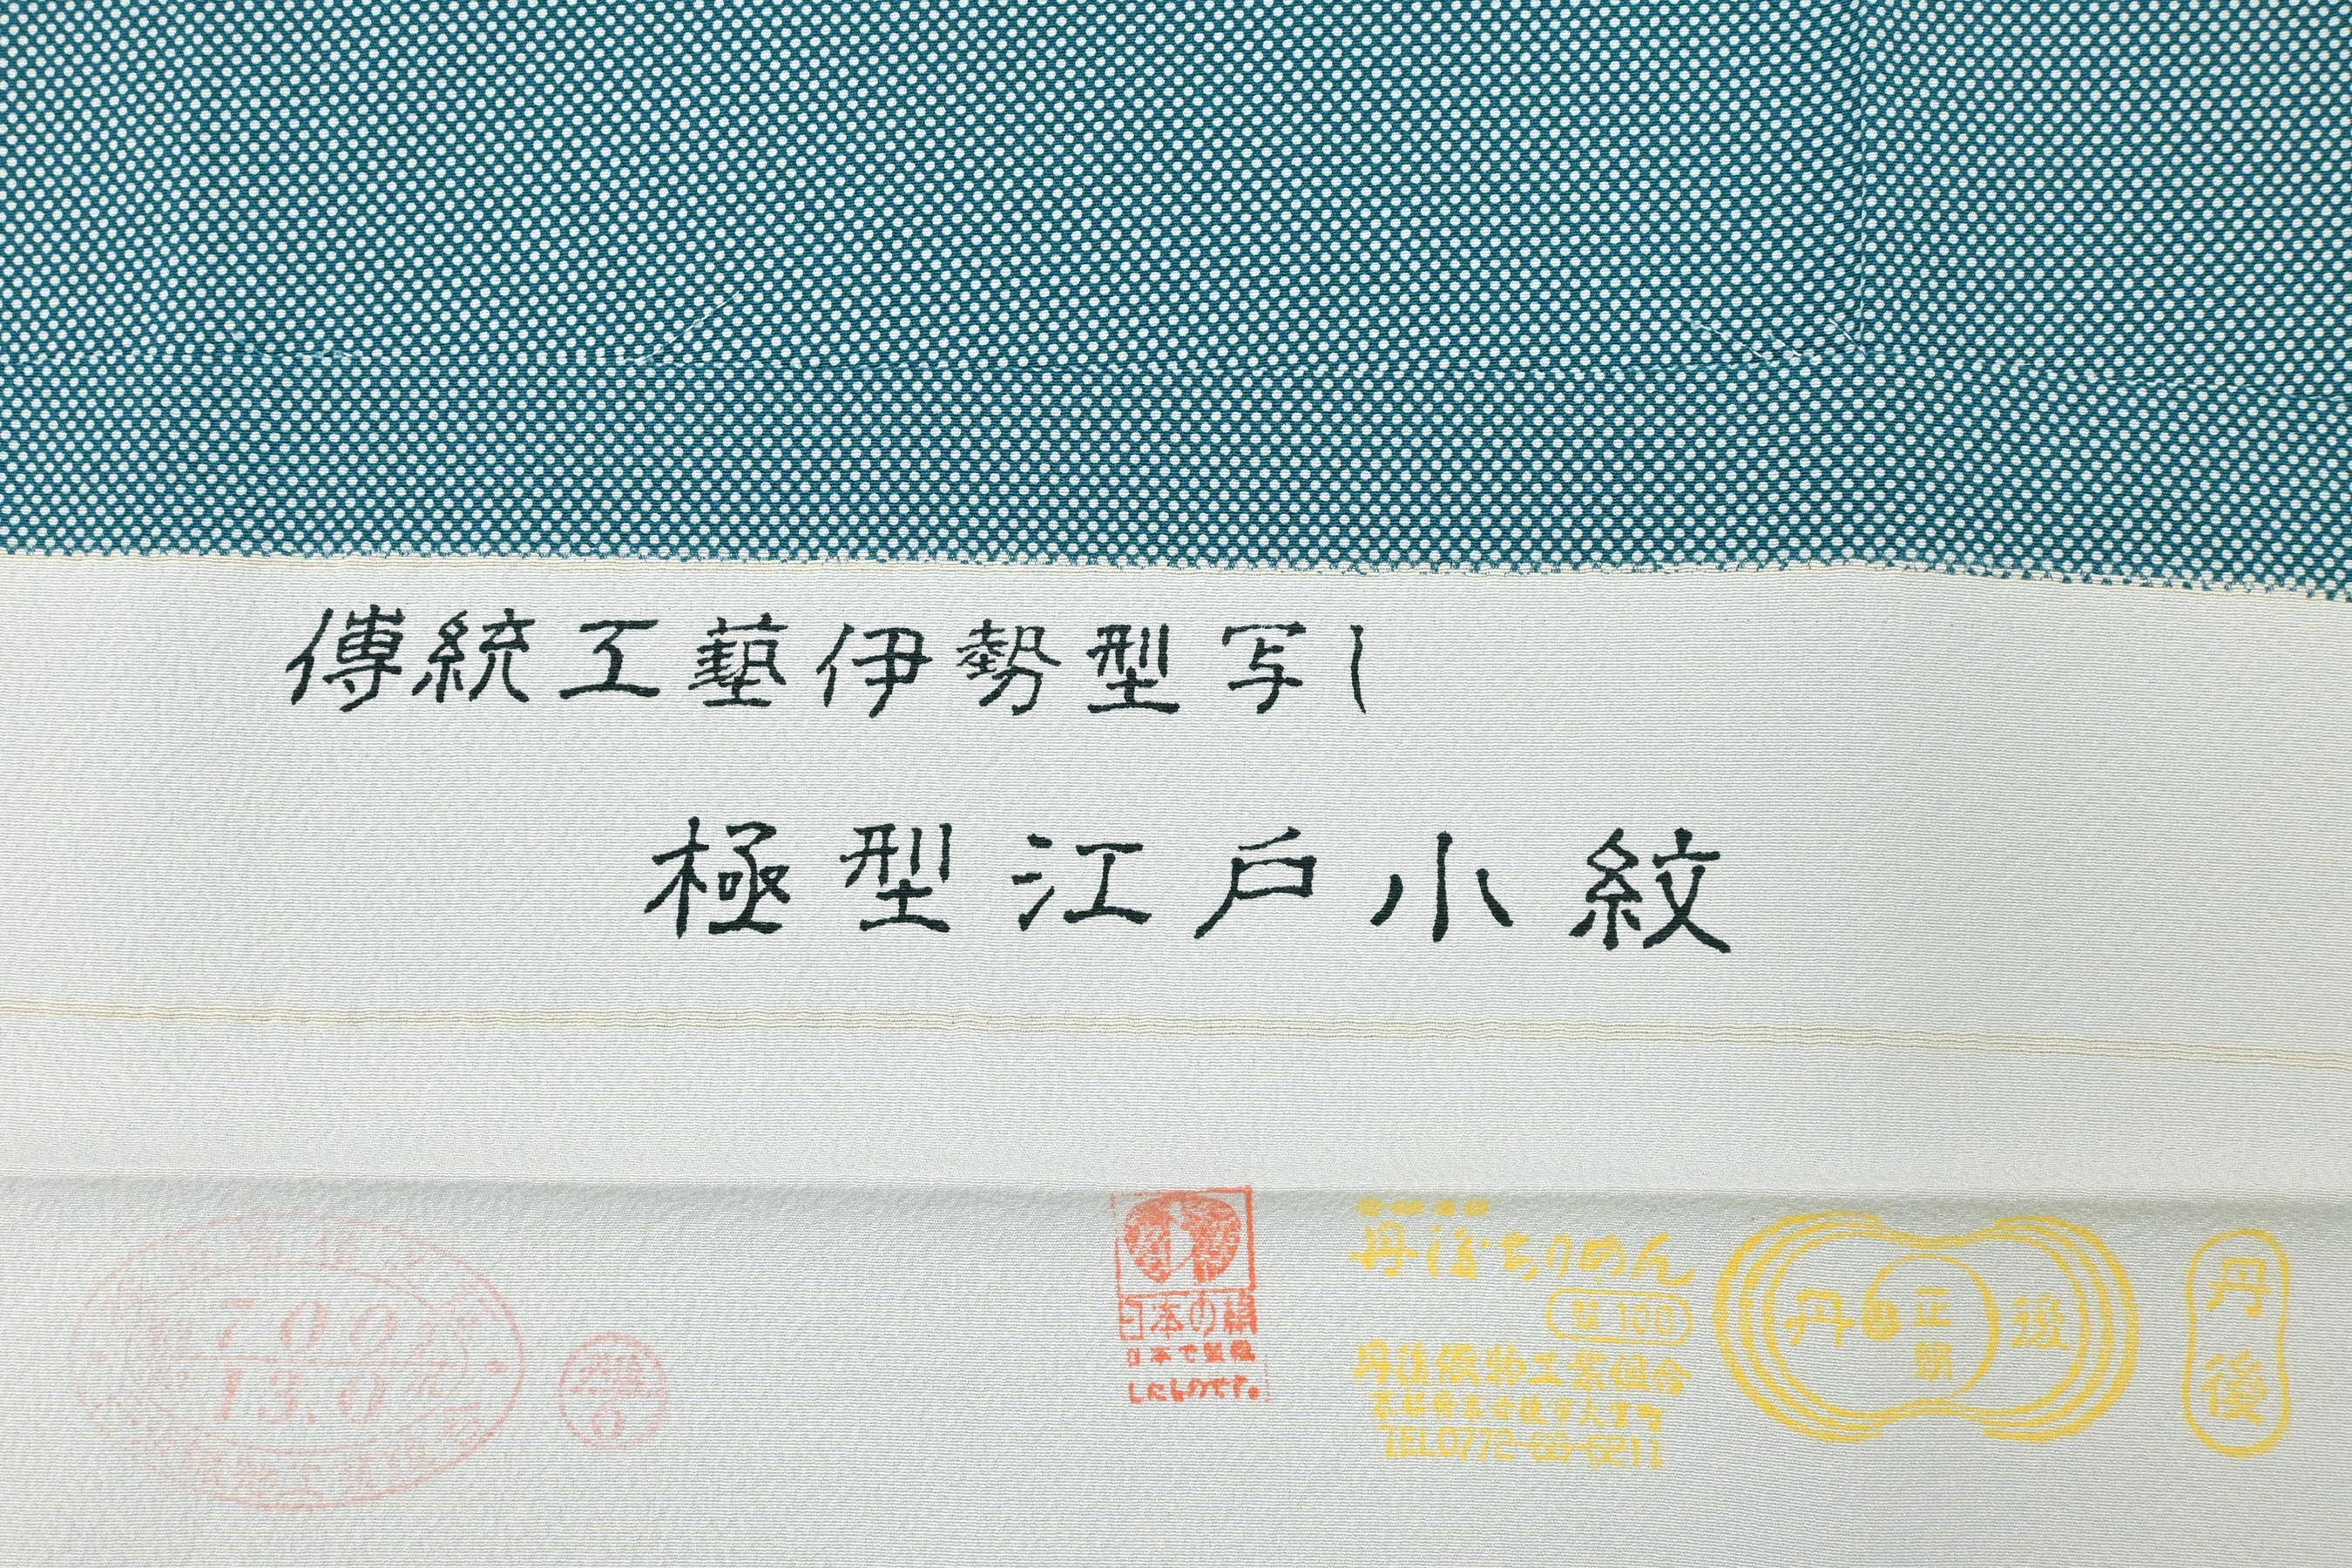 傳統工藝伊勢型写し
極型江戸小紋
700
13.0
日本の絹
日本で製織
したものです。
丹後ちりめん
絹100
丹後織物工業組合
TEL0772-68-5211
丹 正絹 後
丹後